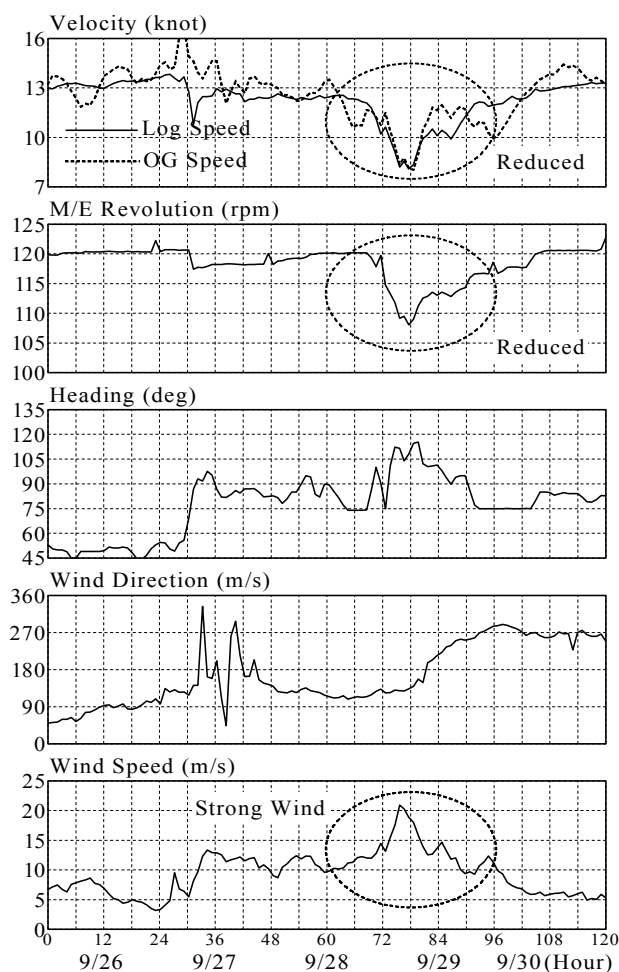 Velocity (knot)
16
13
10
7
Log Speed
OG Speed
Reduced
M/E Revolution (rpm)
125
120
115
110
105
100
Reduced
Heading (deg)
135
120
105
90
75
60
45
Wind Direction (m/s)
360
270
180
90
0
Wind Speed (m/s)
25
20
15
10
5
0
Strong Wind
0 12 24 36 48 60 72 84 96 108 120
9/26 9/27 9/28 9/29 9/30 (Hour)